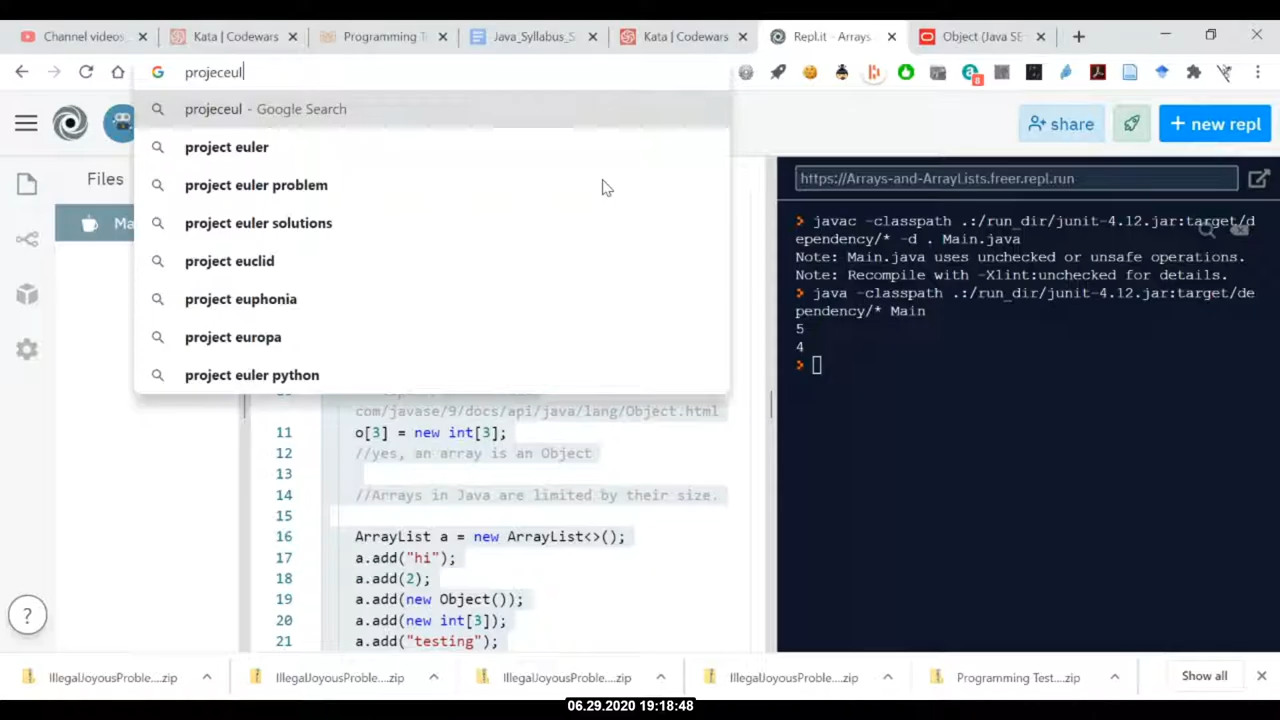 Channel videos
Kata | Codewars
Programming T
Java_Syllabus_S
Kata | Codewars
Repl.it - Arrays
Object (Java SE
projeceul
projeceul - Google Search
project euler
project euler problem
project euler solutions
project euclid
project euphonia
project europa
project euler python
share
+ new repl
Files
Ma
com/javase/9/docs/api/java/lang/Object.html
11 o[3] = new int[3];
12 //yes, an array is an Object
13
14 //Arrays in Java are limited by their size.
15
16 ArrayList a = new ArrayList<>();
17 a.add("hi");
18 a.add(2);
19 a.add(new Object());
20 a.add(new int[3]);
21 a.add("testing");
?
https://Arrays-and-ArrayLists.freer.repl.run
> javac -classpath .:/run_dir/junit-4.12.jar:target/d
ependency/* -d . Main.java
Note: Main.java uses unchecked or unsafe operations.
Note: Recompile with -Xlint:unchecked for details.
> java -classpath .:/run_dir/junit-4.12.jar:target/de
pendency/* Main
5
4
>
IllegalJoyousProble....zip
IllegalJoyousProble....zip
IllegalJoyousProble....zip
IllegalJoyousProble....zip
Programming Test....zip
Show all
06.29.2020 19:18:48